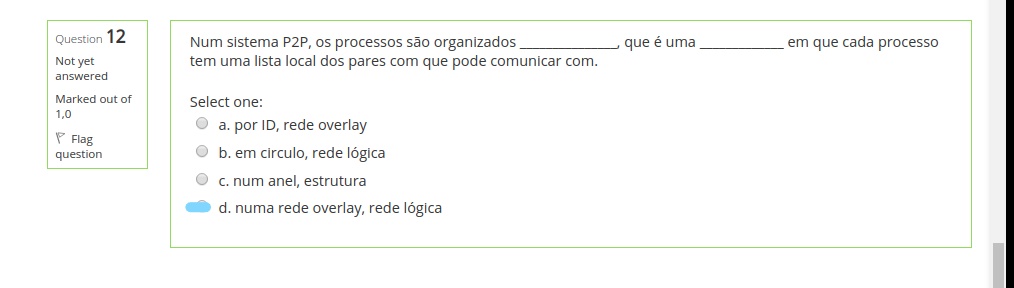 Question 12
Not yet
answered
Marked out of
1,0
Flag
question
Num sistema P2P, os processos são organizados ______________, que é uma ____________ em que cada processo
tem uma lista local dos pares com que pode comunicar com.
Select one:
a. por ID, rede overlay
b. em circulo, rede lógica
c. num anel, estrutura
d. numa rede overlay, rede lógica